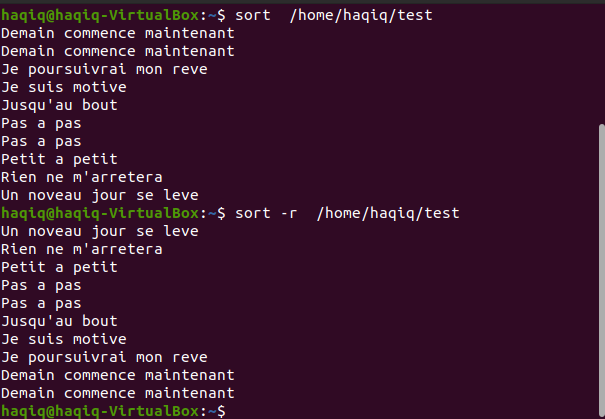 haqiq@haqiq-VirtualBox:~$ sort  /home/haqiq/test
Demain commence maintenant
Demain commence maintenant
Je poursuivrai mon reve
Je suis motive
Jusqu'au bout
Pas a pas
Pas a pas
Petit a petit
Rien ne m'arretera
Un noveau jour se leve
haqiq@haqiq-VirtualBox:~$ sort -r  /home/haqiq/test
Un noveau jour se leve
Rien ne m'arretera
Petit a petit
Pas a pas
Pas a pas
Jusqu'au bout
Je suis motive
Je poursuivrai mon reve
Demain commence maintenant
Demain commence maintenant
haqiq@haqiq-VirtualBox:~$